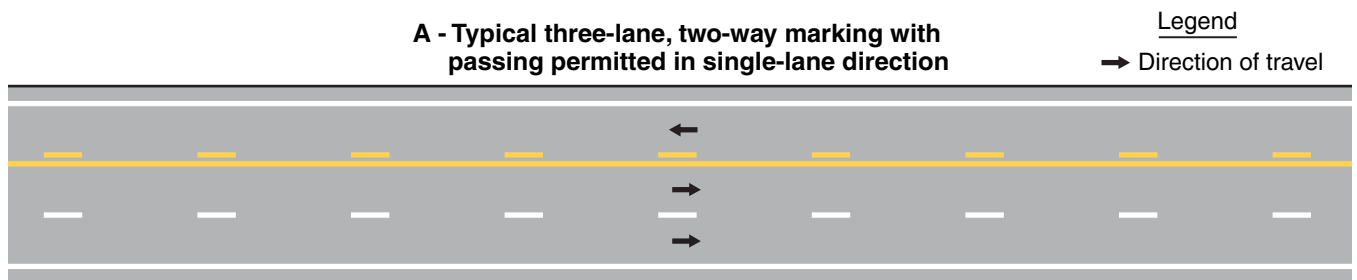 A - Typical three-lane, two-way marking with
passing permitted in single-lane direction
Legend
Direction of travel